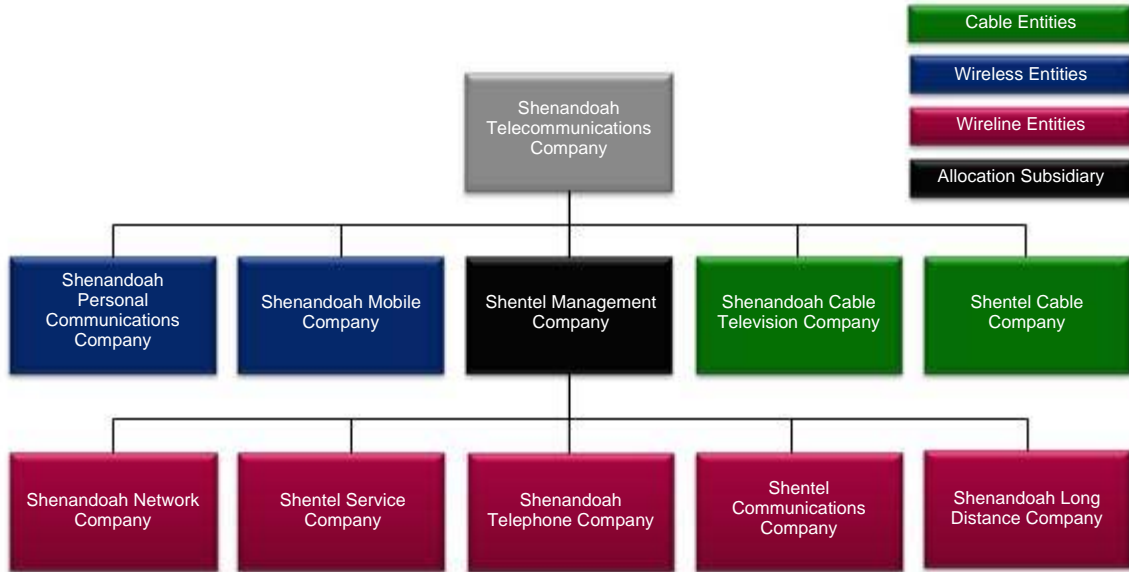 Cable Entities
Wireless Entities
Wireline Entities
Allocation Subsidiary
Shenandoah
Telecommunications
Company
Shenandoah
Personal
Communications
Company
Shenandoah Mobile
Company
Shentel Management
Company
Shenandoah Cable
Television Company
Shentel Cable
Company
Shenandoah Network
Company
Shentel Service
Company
Shenandoah
Telephone Company
Shentel
Communications
Company
Shenandoah Long
Distance Company